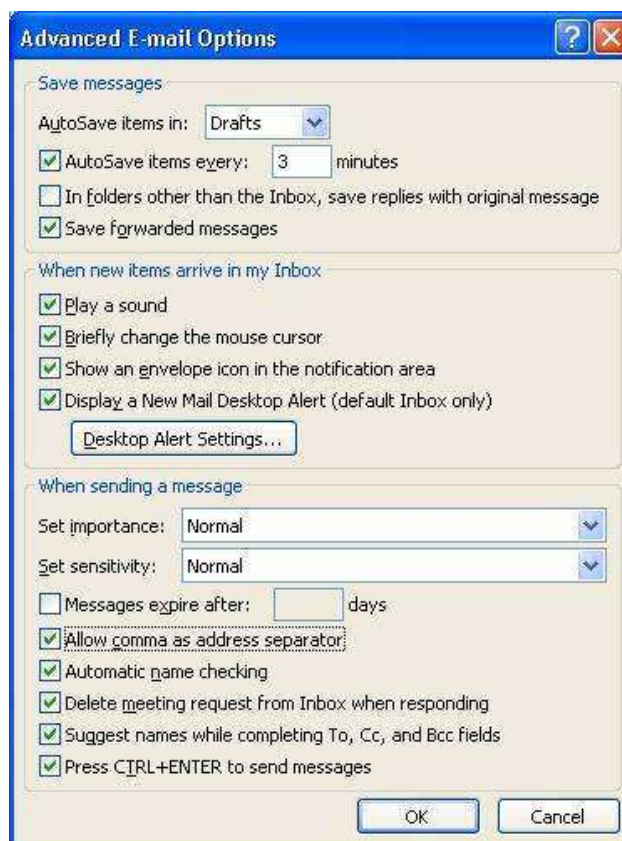 Advanced E-mail Options
Save messages
AutoSave items in: Drafts
AutoSave items every: 3 minutes
In folders other than the Inbox, save replies with original message
Save forwarded messages
When new items arrive in my Inbox
Play a sound
Briefly change the mouse cursor
Show an envelope icon in the notification area
Display a New Mail Desktop Alert (default Inbox only)
Desktop Alert Settings...
When sending a message
Set importance: Normal
Set sensitivity: Normal
Messages expire after: days
Allow comma as address separator
Automatic name checking
Delete meeting request from Inbox when responding
Suggest names while completing To, Cc, and Bcc fields
Press CTRL+ENTER to send messages
OK Cancel